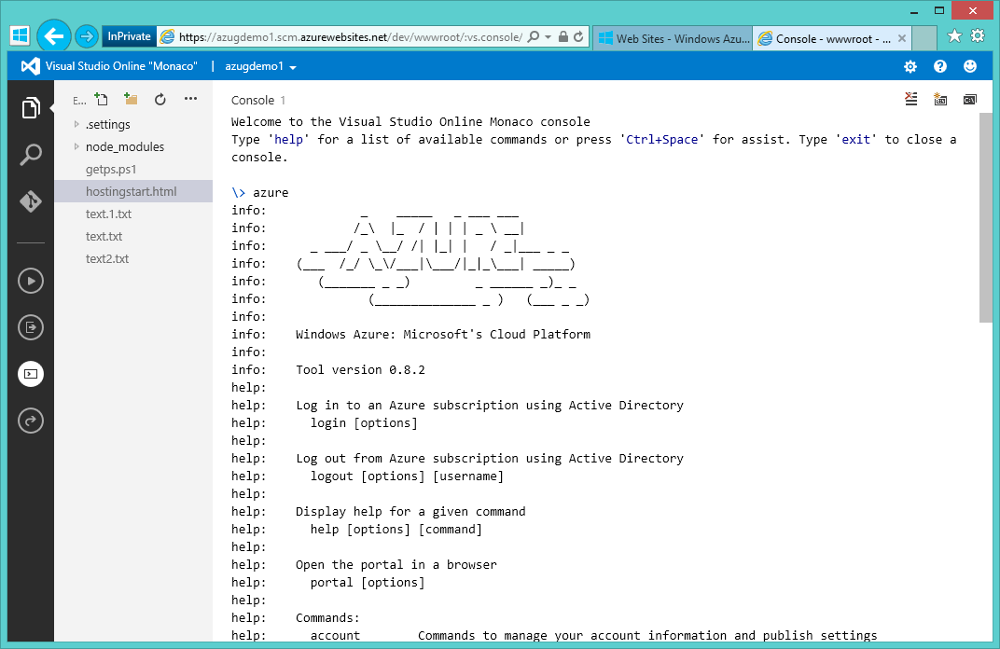 InPrivate https://azugdemo1.scm.azurewebsites.net/dev/wwwroot/:vs.console/ Web Sites - Windows Azu... Console - wwwroot - ...
Visual Studio Online "Monaco" | azugdemo1
E...
.settings
node_modules
getps.ps1
hostingstart.html
text.1.txt
text.txt
text2.txt
Console 1
Welcome to the Visual Studio Online Monaco console
Type 'help' for a list of available commands or press 'Ctrl+Space' for assist. Type 'exit' to close a
console.
\> azure
info:             _    _____   _ ___ ___
info:            /_\  |_  / | | | _ \ __|
info:      _ ___/ _ \__/ /| |_| |   / _|___ _ _
info:    (___  /_/ \_\/___|\___/|_|_\___| _____)
info:       (_______ _ _)         _ ______ _)_ _
info:              (______________ _ )   (___ _ _)
info:
info:    Windows Azure: Microsoft's Cloud Platform
info:
info:    Tool version 0.8.2
help:
help:    Log in to an Azure subscription using Active Directory
help:      login [options]
help:
help:    Log out from Azure subscription using Active Directory
help:      logout [options] [username]
help:
help:    Display help for a given command
help:      help [options] [command]
help:
help:    Open the portal in a browser
help:      portal [options]
help:
help:    Commands:
help:      account        Commands to manage your account information and publish settings